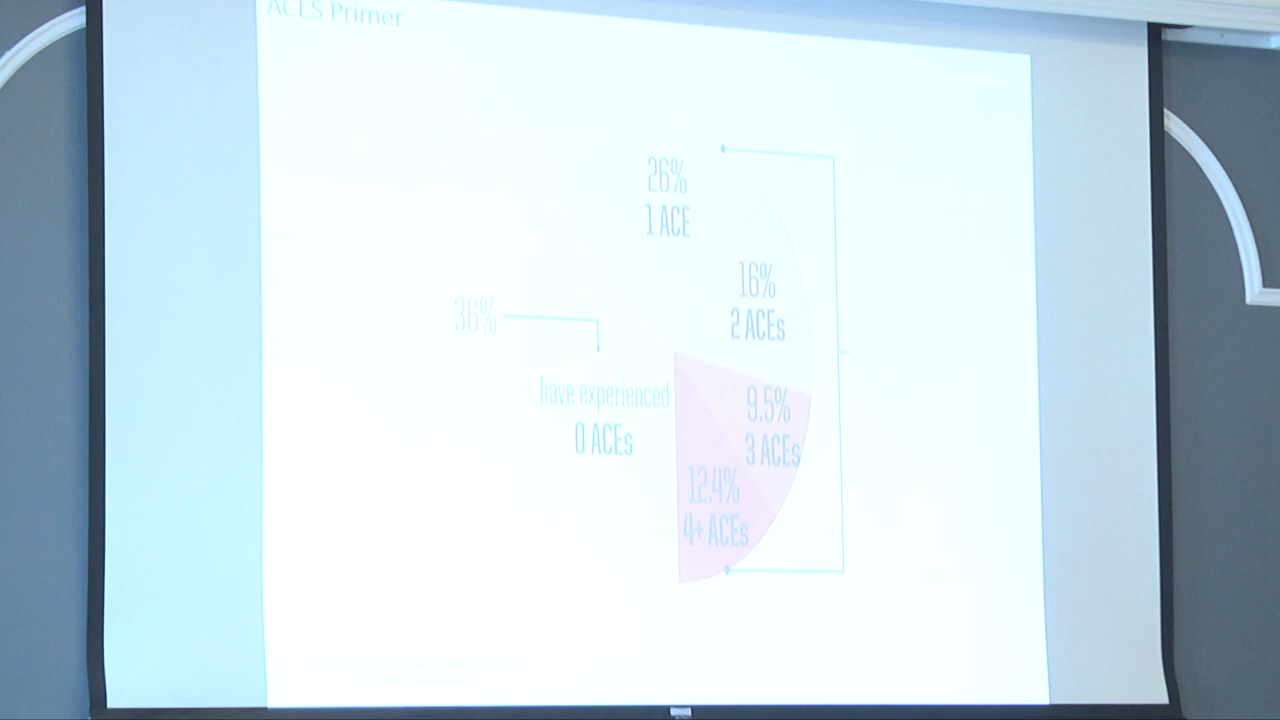 ACES Primer
26%
1 ACE
16%
2 ACEs
36%
have experienced
0 ACEs
9.5%
3 ACEs
12.4%
4+ ACEs